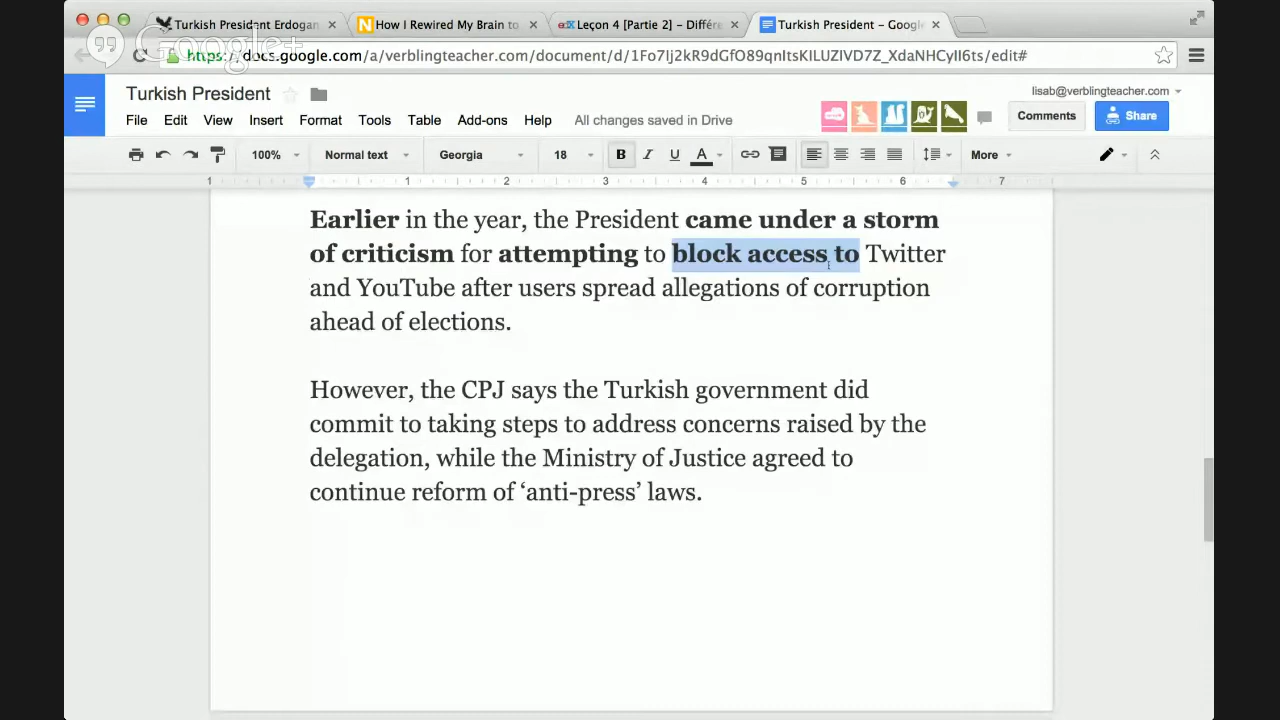 Turkish President Erdogan
How I Rewired My Brain to
Leçon 4 [Partie 2] – Différe
Turkish President – Google
Google+
https://docs.google.com/a/verblingteacher.com/document/d/
/edit#
Turkish President
lisab@verblingteacher.com
File Edit View Insert Format Tools Table Add-ons Help All changes saved in Drive
Comments
Share
100% Normal text Georgia 18 B I U A More
1 1 2 3 4 5 6 7
Earlier in the year, the President came under a storm
of criticism for attempting to block access to Twitter
and YouTube after users spread allegations of corruption
ahead of elections.
However, the CPJ says the Turkish government did
commit to taking steps to address concerns raised by the
delegation, while the Ministry of Justice agreed to
continue reform of ‘anti-press’ laws.